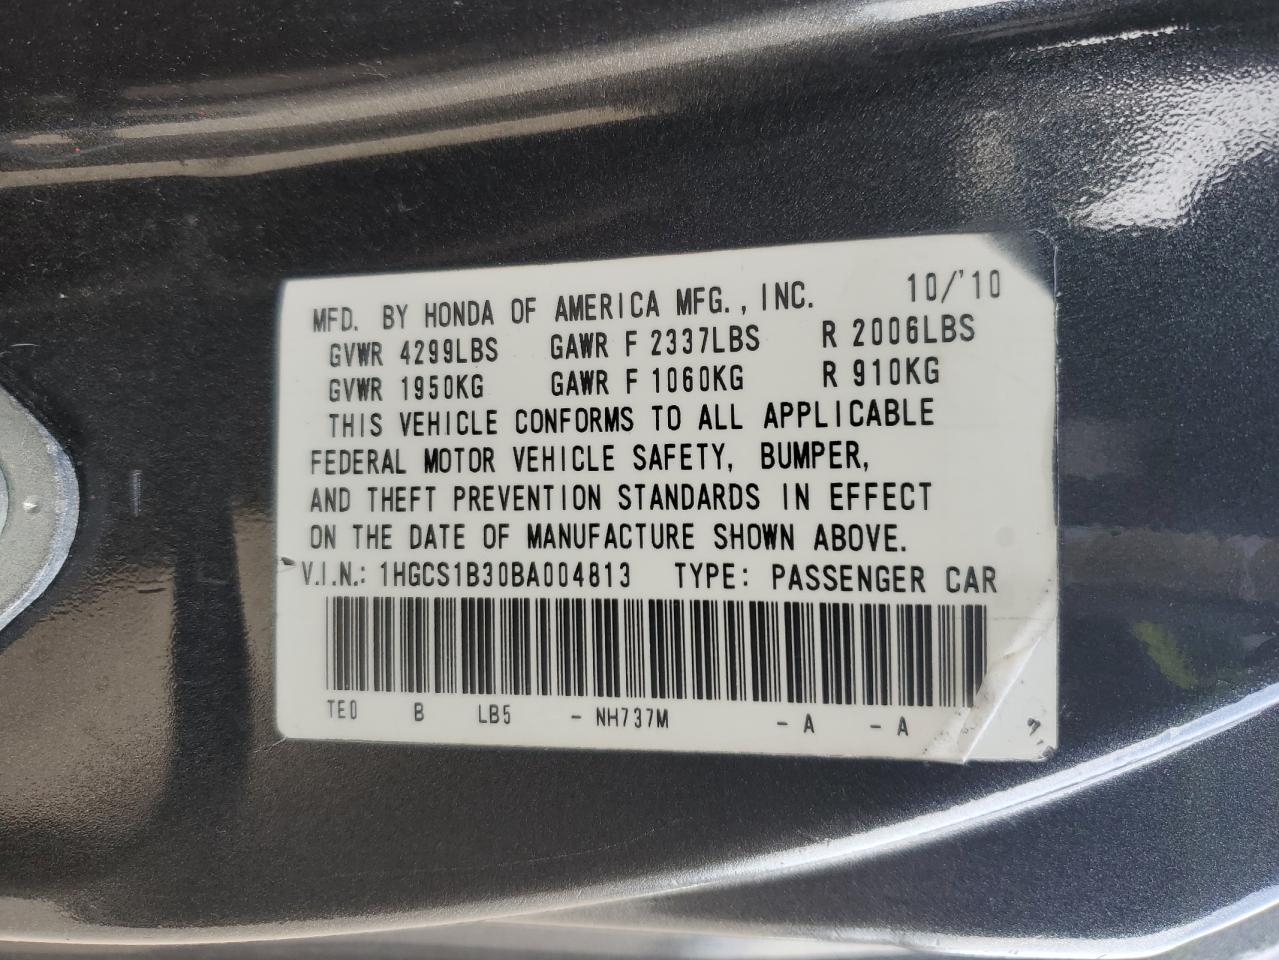 MFD. BY HONDA OF AMERICA MFG., INC. 10/'10
GVWR 4299LBS GAWR F 2337LBS R 2006LBS
GVWR 1950KG GAWR F 1060KG R 910KG
THIS VEHICLE CONFORMS TO ALL APPLICABLE
FEDERAL MOTOR VEHICLE SAFETY, BUMPER,
AND THEFT PREVENTION STANDARDS IN EFFECT
ON THE DATE OF MANUFACTURE SHOWN ABOVE.
V.I.N.: 1HGCS1B30BA004813 TYPE: PASSENGER CAR
TE0 B LB5 - NH737M - A - A